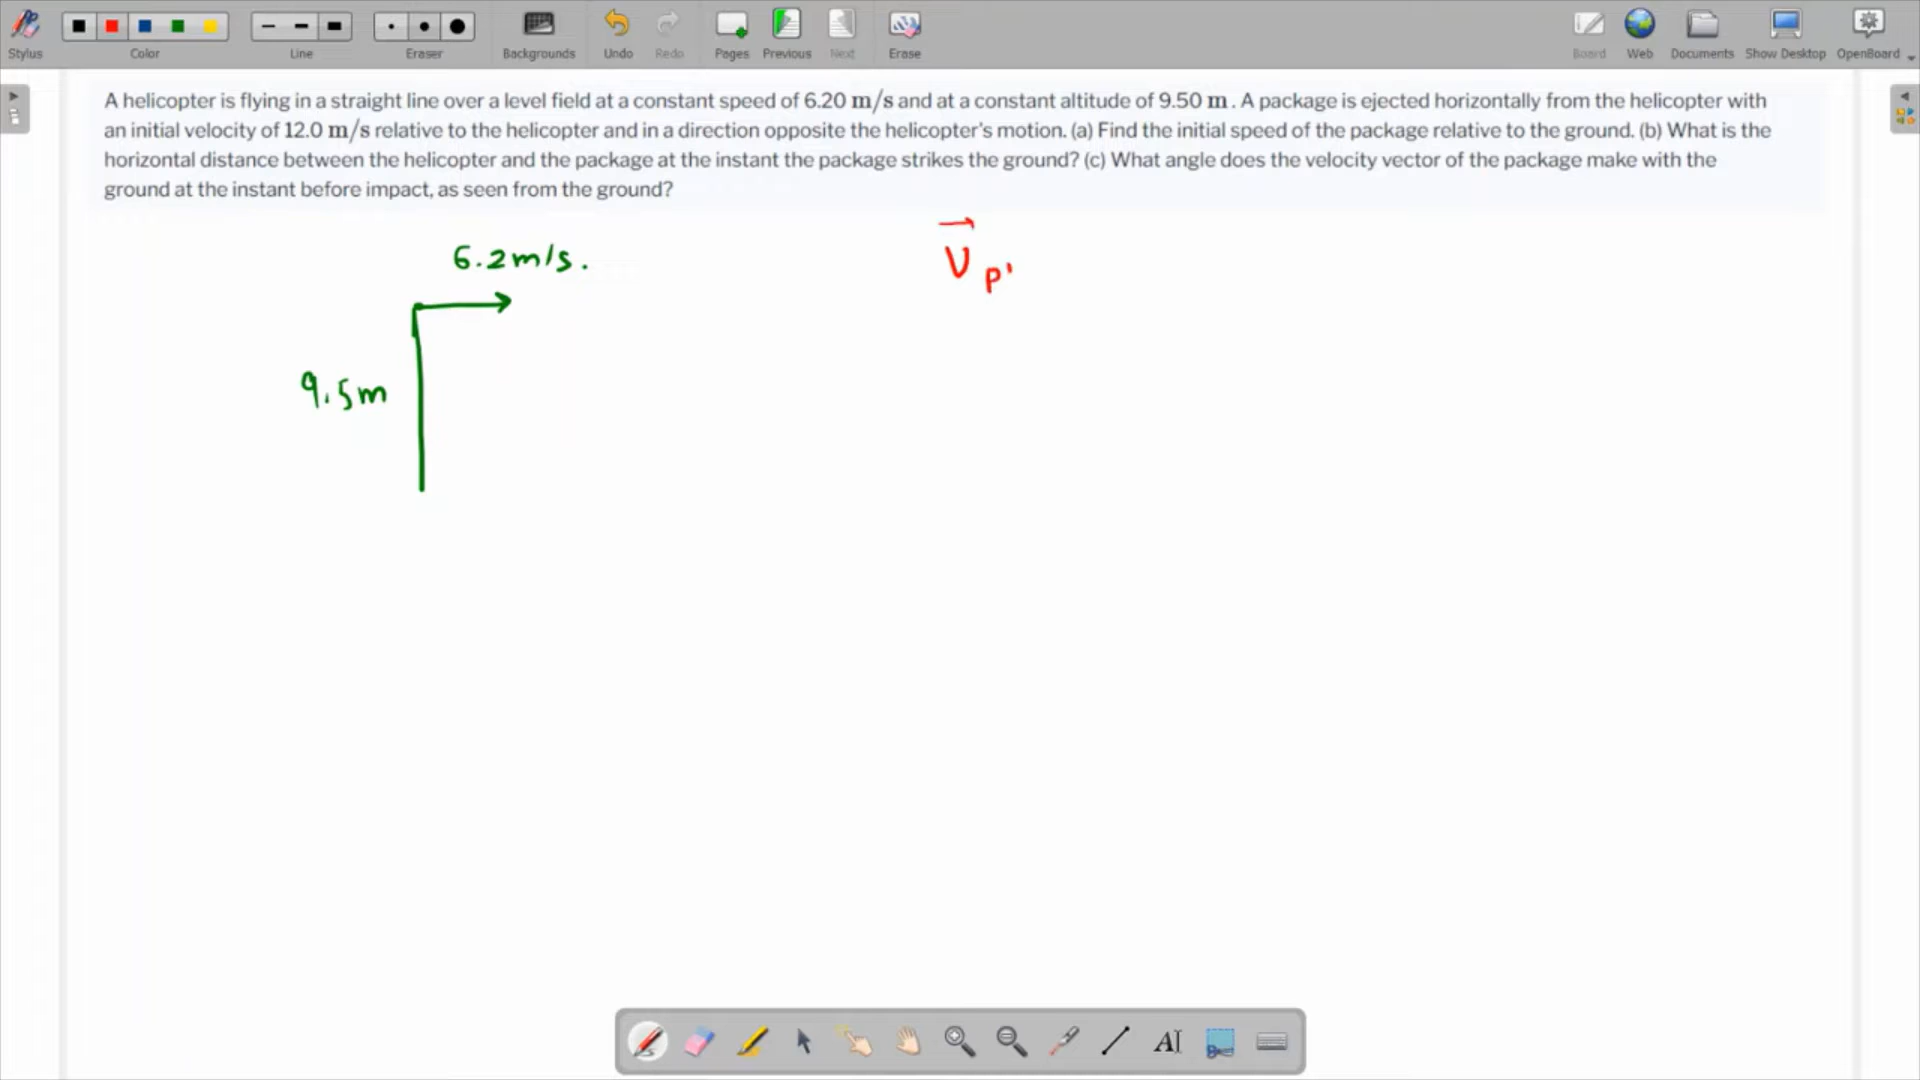 Stylus
Color
Line
Eraser
Backgrounds
Undo
Redo
Pages
Previous
Next
Erase
Board
Web
Documents
Show Desktop
OpenBoard
A helicopter is flying in a straight line over a level field at a constant speed of 6.20 m/s and at a constant altitude of 9.50 m. A package is ejected horizontally from the helicopter with
an initial velocity of 12.0 m/s relative to the helicopter and in a direction opposite the helicopter's motion. (a) Find the initial speed of the package relative to the ground. (b) What is the
horizontal distance between the helicopter and the package at the instant the package strikes the ground? (c) What angle does the velocity vector of the package make with the
ground at the instant before impact, as seen from the ground?
6.2m/s.
V p'
9.5m
AI